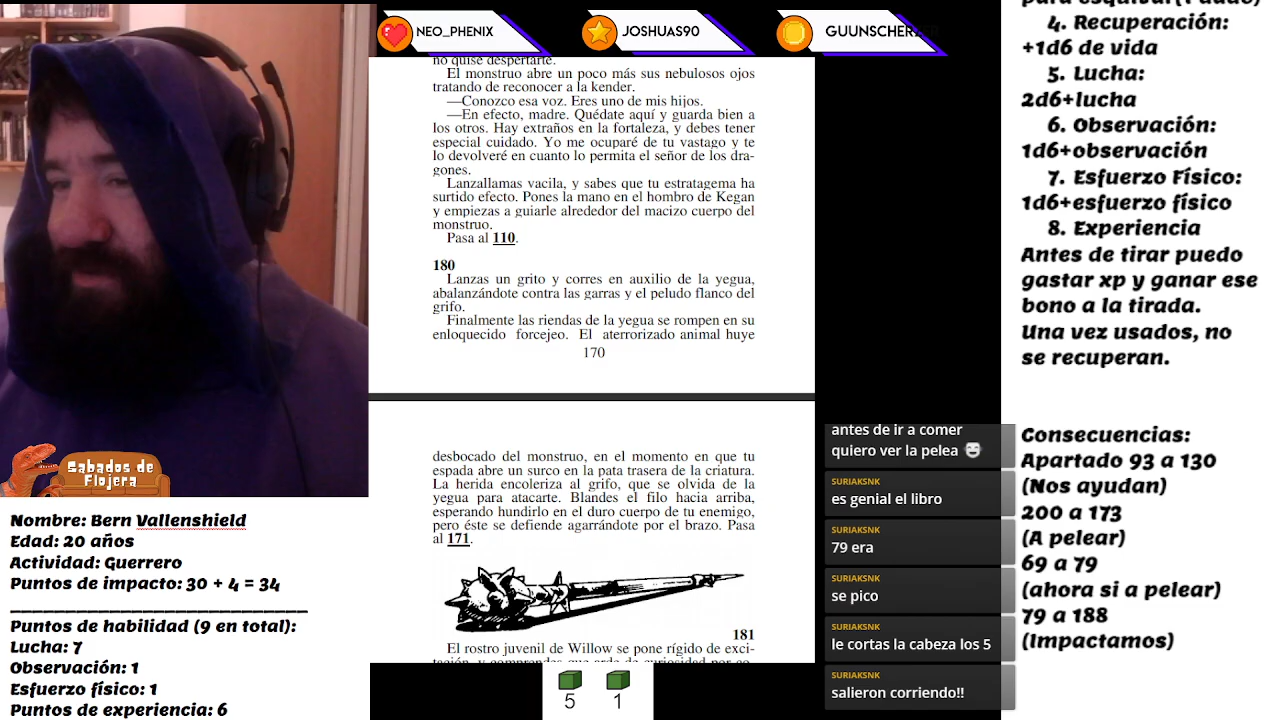 NEO_PHENIX
JOSHUAS90
GUUNSCHERZER
no quise despertarte.
El monstruo abre un poco más sus nebulosos ojos
tratando de reconocer a la kender.
—Conozco esa voz. Eres uno de mis hijos.
—En efecto, madre. Quédate aquí y guarda bien a
los otros. Hay extraños en la fortaleza, y debes tener
especial cuidado. Yo me ocuparé de tu vastago y te
lo devolveré en cuanto lo permita el señor de los dra-
gones.
Lanzallamas vacila, y sabes que tu estratagema ha
surtido efecto. Pones la mano en el hombro de Kegan
y empiezas a guiarle alrededor del macizo cuerpo del
monstruo.
Pasa al 110.
180
Lanzas un grito y corres en auxilio de la yegua,
abalanzándote contra las garras y el peludo flanco del
grifo.
Finalmente las riendas de la yegua se rompen en su
enloquecido forcejeo. El aterrorizado animal huye
170
desbocado del monstruo, en el momento en que tu
espada abre un surco en la pata trasera de la criatura.
La herida encoleriza al grifo, que se olvida de la
yegua para atacarte. Blandes el filo hacia arriba,
esperando hundirlo en el duro cuerpo de tu enemigo,
pero éste se defiende agarrándote por el brazo. Pasa
al 171.
181
El rostro juvenil de Willow se pone rígido de exci-
tación, y comprendes que arde de curiosidad por co-
5 1
Sabados de
Flojera
Nombre: Bern Vallenshield
Edad: 20 años
Actividad: Guerrero
Puntos de impacto: 30 + 4 = 34
Puntos de habilidad (9 en total):
Lucha: 7
Observación: 1
Esfuerzo físico: 1
Puntos de experiencia: 6
antes de ir a comer
quiero ver la pelea
SURIAKSNK
es genial el libro
SURIAKSNK
79 era
SURIAKSNK
se pico
SURIAKSNK
le cortas la cabeza los 5
SURIAKSNK
salieron corriendo!!
para esquivar(1 dado)
4. Recuperación:
+1d6 de vida
5. Lucha:
2d6+lucha
6. Observación:
1d6+observación
7. Esfuerzo Físico:
1d6+esfuerzo físico
8. Experiencia
Antes de tirar puedo
gastar xp y ganar ese
bono a la tirada.
Una vez usados, no
se recuperan.
Consecuencias:
Apartado 93 a 130
(Nos ayudan)
200 a 173
(A pelear)
69 a 79
(ahora si a pelear)
79 a 188
(Impactamos)